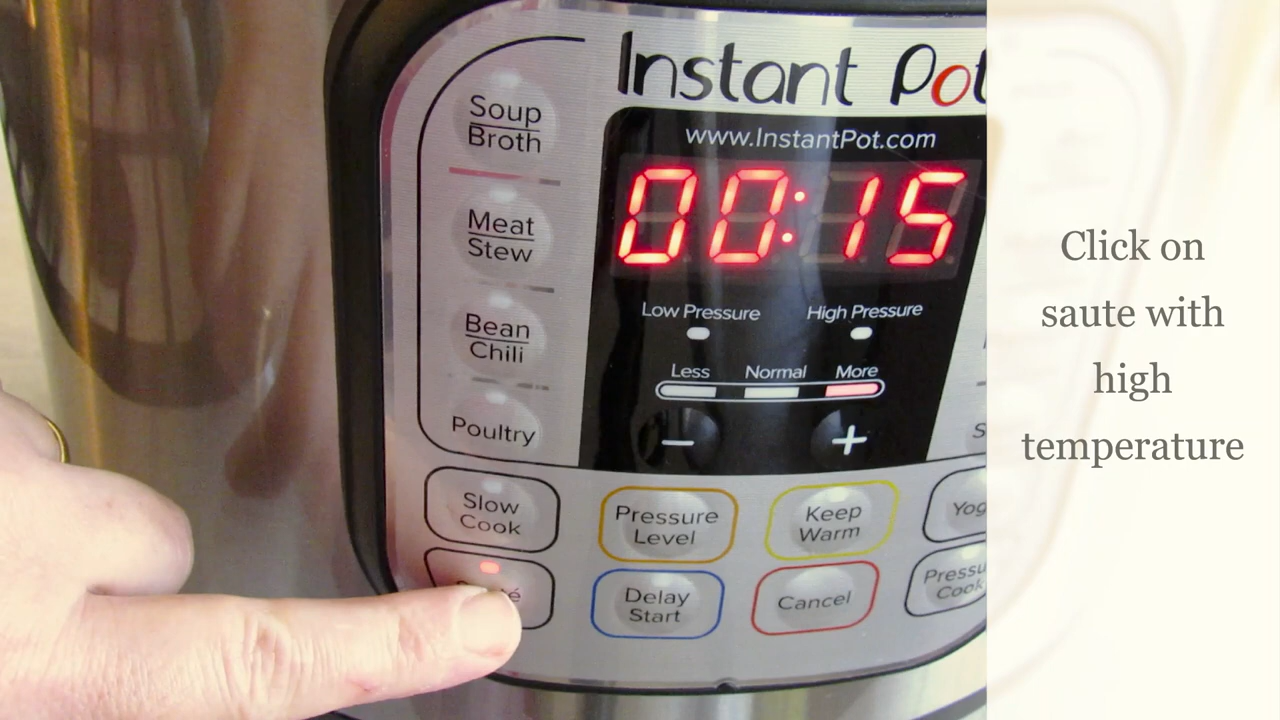 Instant Pot
www.InstantPot.com
00:15
Soup
Broth
Meat
Stew
Bean
Chili
Poultry
Low Pressure
High Pressure
Less
Normal
More
−
+
Slow
Cook
Pressure
Level
Keep
Warm
Delay
Start
Cancel
Click on
saute with
high
temperature